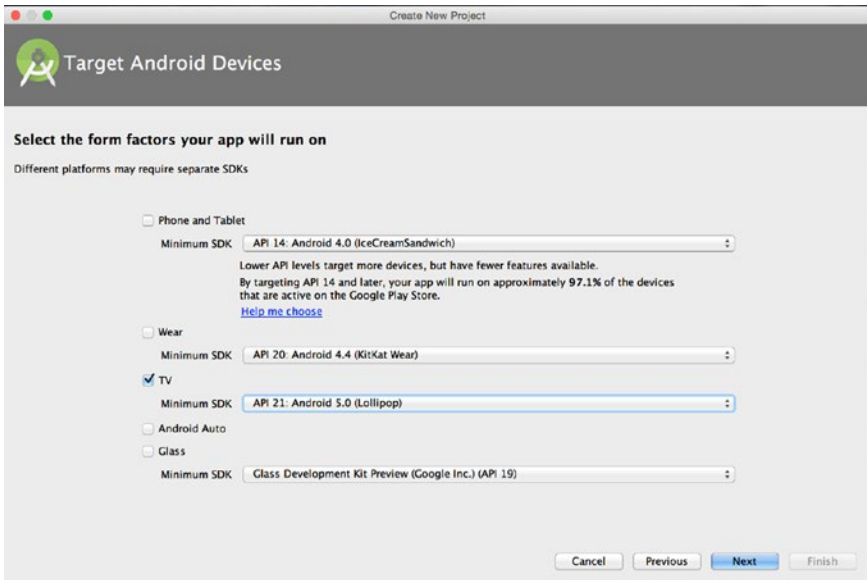 Create New Project
Target Android Devices
Select the form factors your app will run on
Different platforms may require separate SDKs
Phone and Tablet
Minimum SDK API 14: Android 4.0 (IceCreamSandwich)
Lower API levels target more devices, but have fewer features available.
By targeting API 14 and later, your app will run on approximately 97.1% of the devices
that are active on the Google Play Store.
Help me choose
Wear
Minimum SDK API 20: Android 4.4 (KitKat Wear)
TV
Minimum SDK API 21: Android 5.0 (Lollipop)
Android Auto
Glass
Minimum SDK Glass Development Kit Preview (Google Inc.) (API 19)
Cancel Previous Next Finish